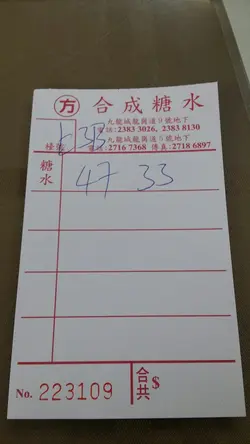 方 合成糖水
九龍城龍崗道9號地下
電話:2383 3026, 2383 8130
九龍城龍崗道5號地下
電話:2716 7368 傳真:2718 6897
糖水 47 33
No. 223109 合共$